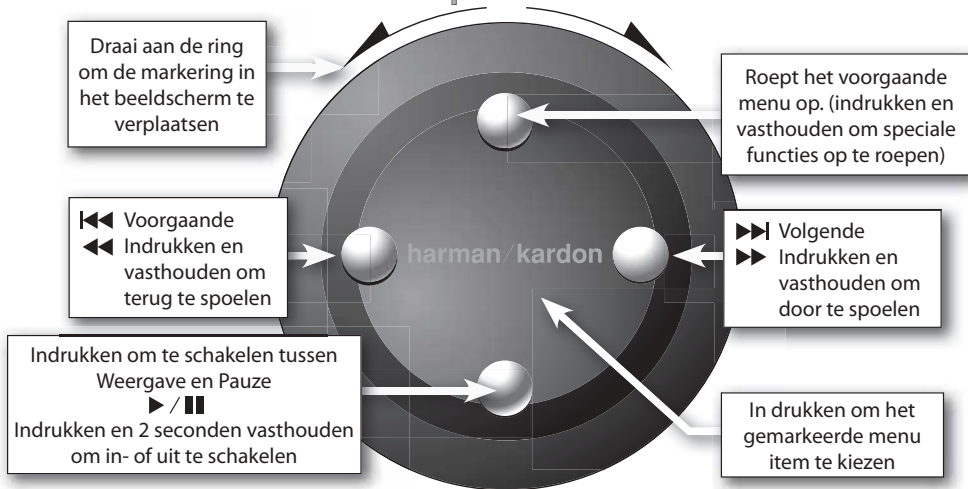 Draai aan de ring
om de markering in
het beeldscherm te
verplaatsen
Roept het voorgaande
menu op. (indrukken en
vasthouden om speciale
functies op te roepen)
Voorgaande
Indrukken en
vasthouden om
terug te spoelen
harman/kardon
Volgende
Indrukken en
vasthouden om
door te spoelen
Indrukken om te schakelen tussen
Weergave en Pauze
/
Indrukken en 2 seconden vasthouden
om in- of uit te schakelen
In drukken om het
gemarkeerde menu
item te kiezen